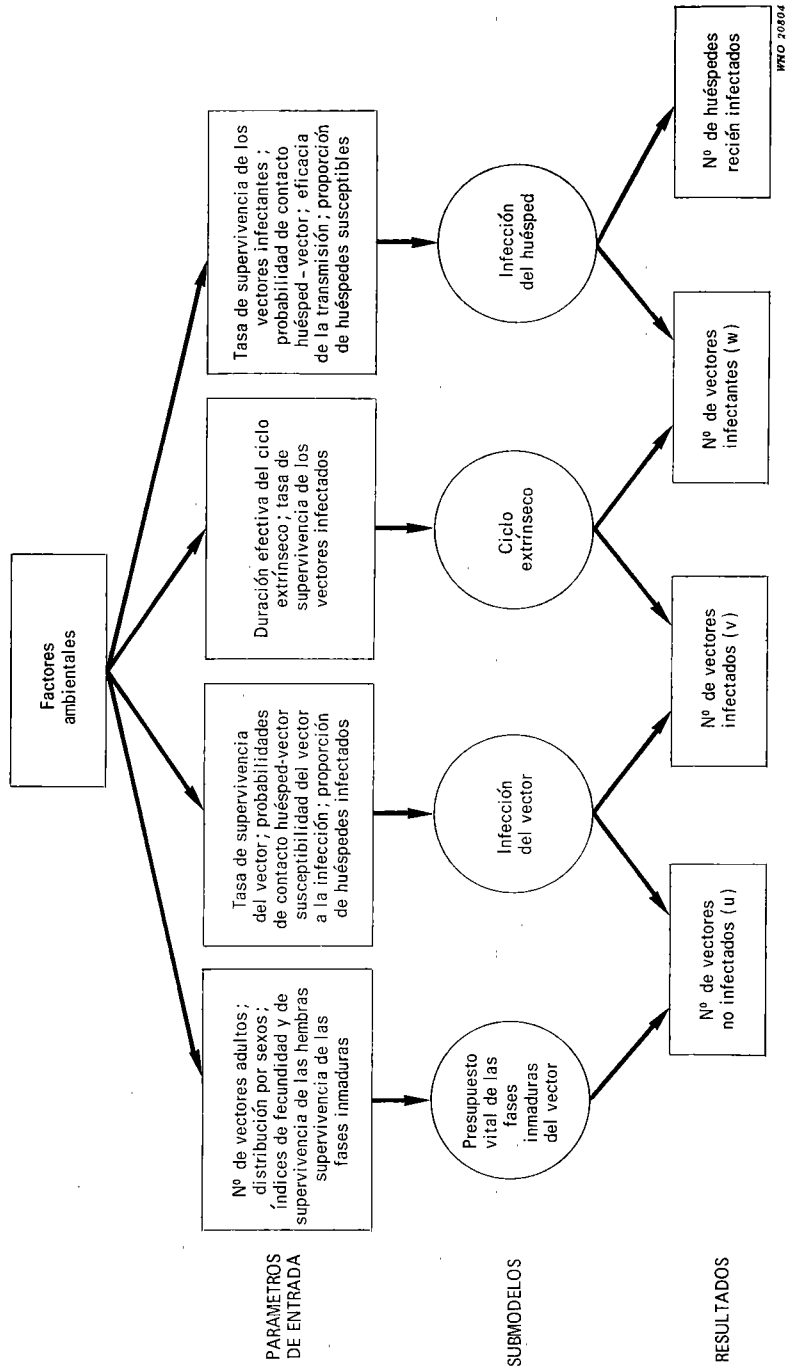 Factores
ambientales
PARAMETROS
DE ENTRADA
Nº de vectores adultos ;
distribución por sexos ;
índices de fecundidad y de
supervivencia de las hembras
supervivencia de las
fases inmaduras
Tasa de supervivencia
del vector ; probabilidades
de contacto huésped-vector
susceptibilidad del vector
a la infección ; proporción
de huéspedes infectados
Duración efectiva del ciclo
extrínseco ; tasa de
supervivencia de los
vectores infectados
Tasa de supervivencia de los
vectores infectantes ;
probabilidad de contacto
huésped - vector ; eficacia
de la transmisión ; proporción
de huéspedes susceptibles
SUBMODELOS
Presupuesto
vital de las
fases
inmaduras
del vector
Infección
del vector
Ciclo
extrínseco
Infección
del huésped
RESULTADOS
Nº de vectores
no infectados (u)
Nº de vectores
infectados (v)
Nº de vectores
infectantes (w)
Nº de huéspedes
recién infectados
WHO 20804